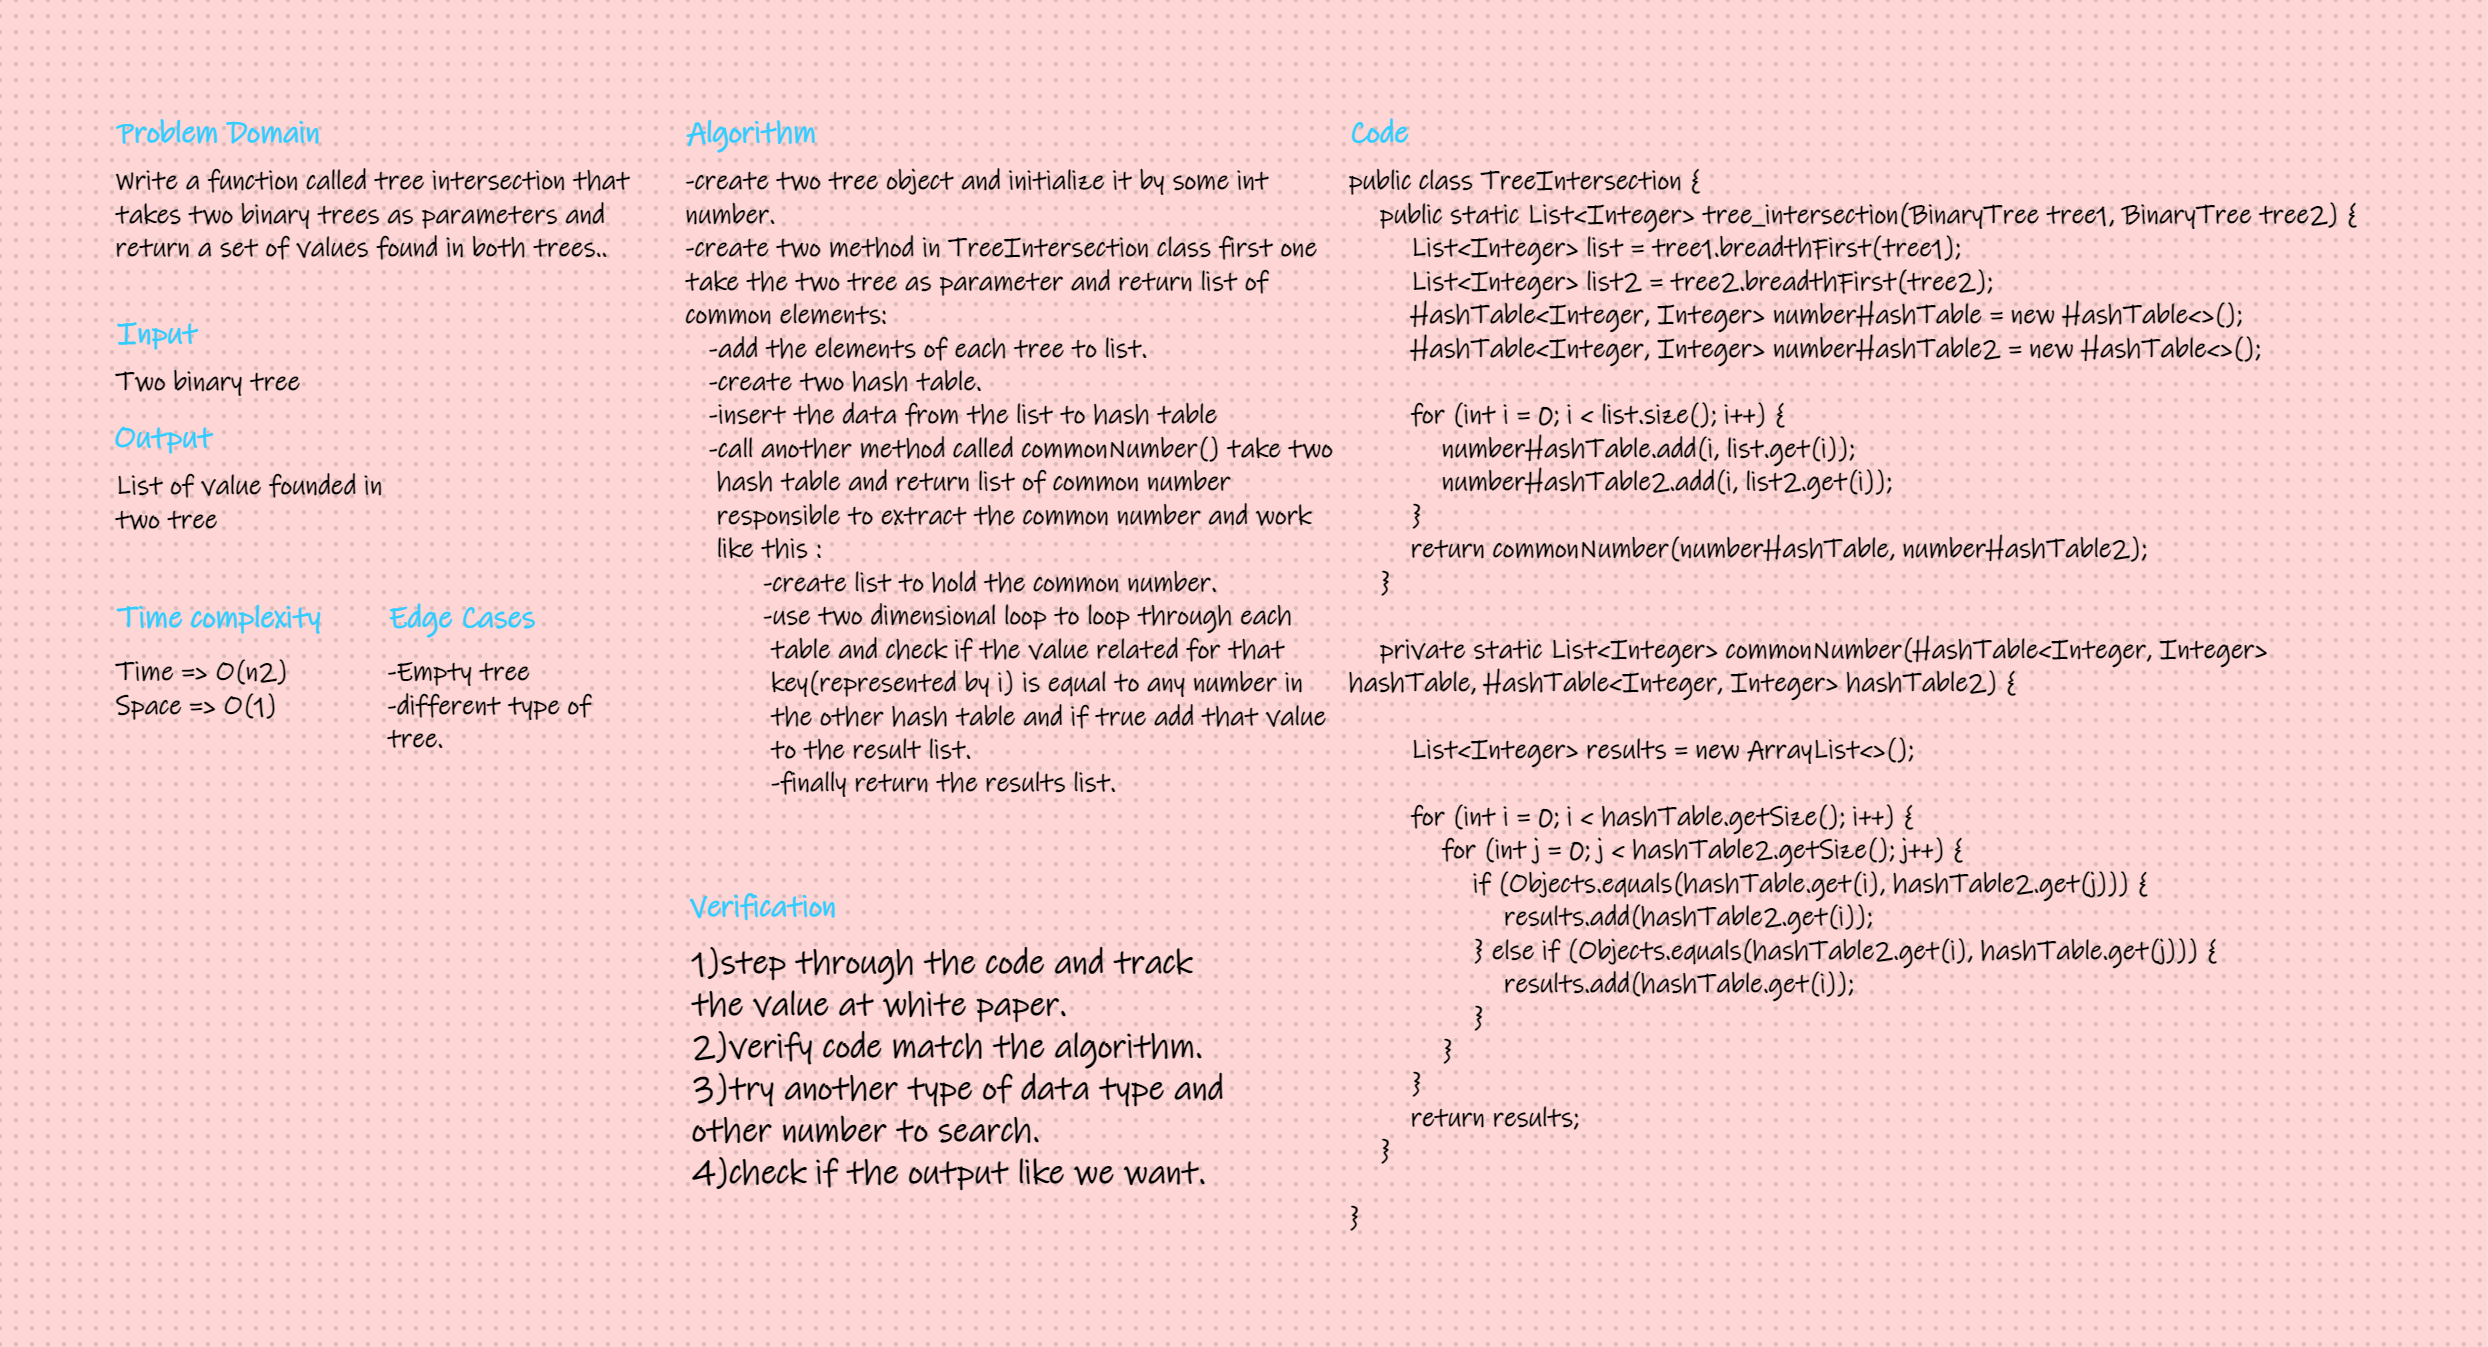 Problem Domain
Write a function called tree intersection that
takes two binary trees as parameters and
return a set of values found in both trees..
Input
Two binary tree
Output
List of value founded in
two tree
Time complexity
Time => O(n2)
Space => O(1)
Edge Cases
-Empty tree
-different type of
tree.
Algorithm
-create two tree object and initialize it by some int
number.
-create two method in TreeIntersection class first one
take the two tree as parameter and return list of
common elements:
-add the elements of each tree to list.
-create two hash table.
-insert the data from the list to hash table
-call another method called commonNumber() take two
hash table and return list of common number
responsible to extract the common number and work
like this :
-create list to hold the common number.
-use two dimensional loop to loop through each
table and check if the value related for that
key(represented by i) is equal to any number in
the other hash table and if true add that value
to the result list.
-finally return the results list.
Verification
1)step through the code and track
the value at white paper.
2)verify code match the algorithm.
3)try another type of data type and
other number to search.
4)check if the output like we want.
Code
public class TreeIntersection {
public static List<Integer> tree_intersection(BinaryTree tree1, BinaryTree tree2) {
List<Integer> list = tree1.breadthFirst(tree1);
List<Integer> list2 = tree2.breadthFirst(tree2);
HashTable<Integer, Integer> numberHashTable = new HashTable<>();
HashTable<Integer, Integer> numberHashTable2 = new HashTable<>();
for (int i = 0; i < list.size(); i++) {
numberHashTable.add(i, list.get(i));
numberHashTable2.add(i, list2.get(i));
}
return commonNumber(numberHashTable, numberHashTable2);
}
private static List<Integer> commonNumber(HashTable<Integer, Integer>
hashTable, HashTable<Integer, Integer> hashTable2) {
List<Integer> results = new ArrayList<>();
for (int i = 0; i < hashTable.getSize(); i++) {
for (int j = 0; j < hashTable2.getSize(); j++) {
if (Objects.equals(hashTable.get(i), hashTable2.get(j))) {
results.add(hashTable2.get(i));
} else if (Objects.equals(hashTable2.get(i), hashTable.get(j))) {
results.add(hashTable.get(i));
}
}
}
return results;
}
}